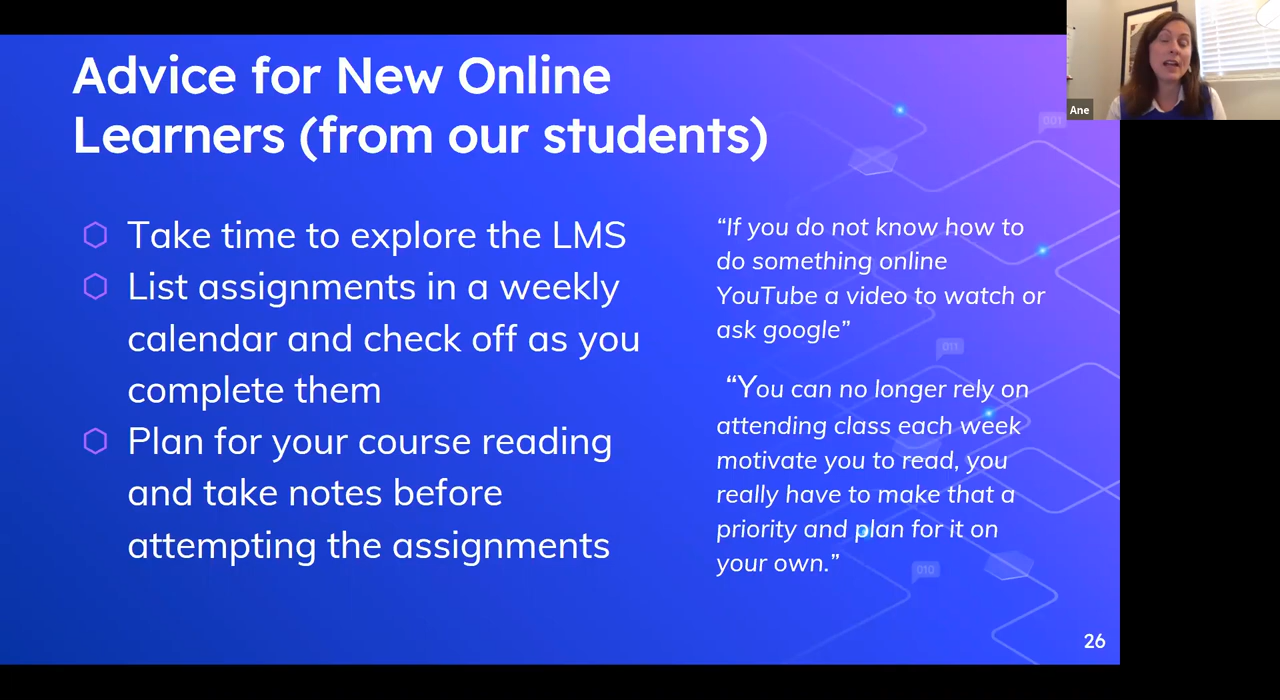 Advice for New Online
Learners (from our students)
Ane
001
Take time to explore the LMS
List assignments in a weekly
calendar and check off as you
complete them
Plan for your course reading
and take notes before
attempting the assignments
“If you do not know how to
do something online
YouTube a video to watch or
ask google”
011
“You can no longer rely on
attending class each week
motivate you to read, you
really have to make that a
priority and plan for it on
your own.”
010
26